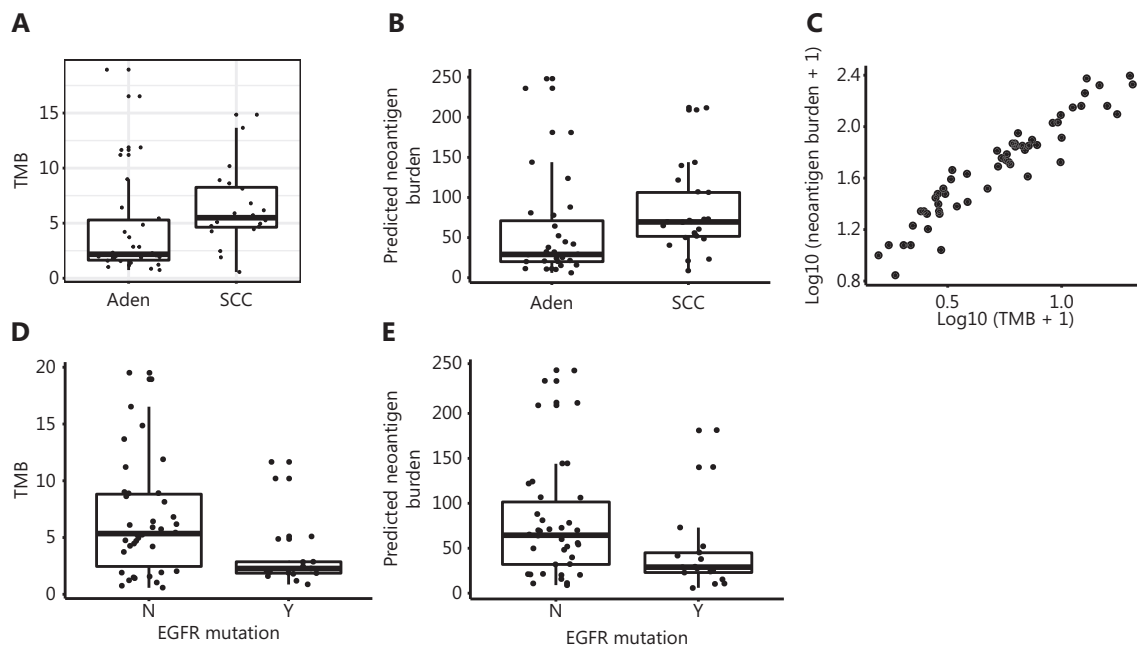 A
TMB
15
10
5
0
Aden
SCC
B
Predicted neoantigen
burden
250
200
150
100
50
0
Aden
SCC
C
Log10 (neoantigen burden + 1)
2.4
2.0
1.6
1.2
0.8
0.5
1.0
Log10 (TMB + 1)
D
TMB
20
15
10
5
0
N
Y
EGFR mutation
E
Predicted neoantigen
burden
250
200
150
100
50
0
N
Y
EGFR mutation